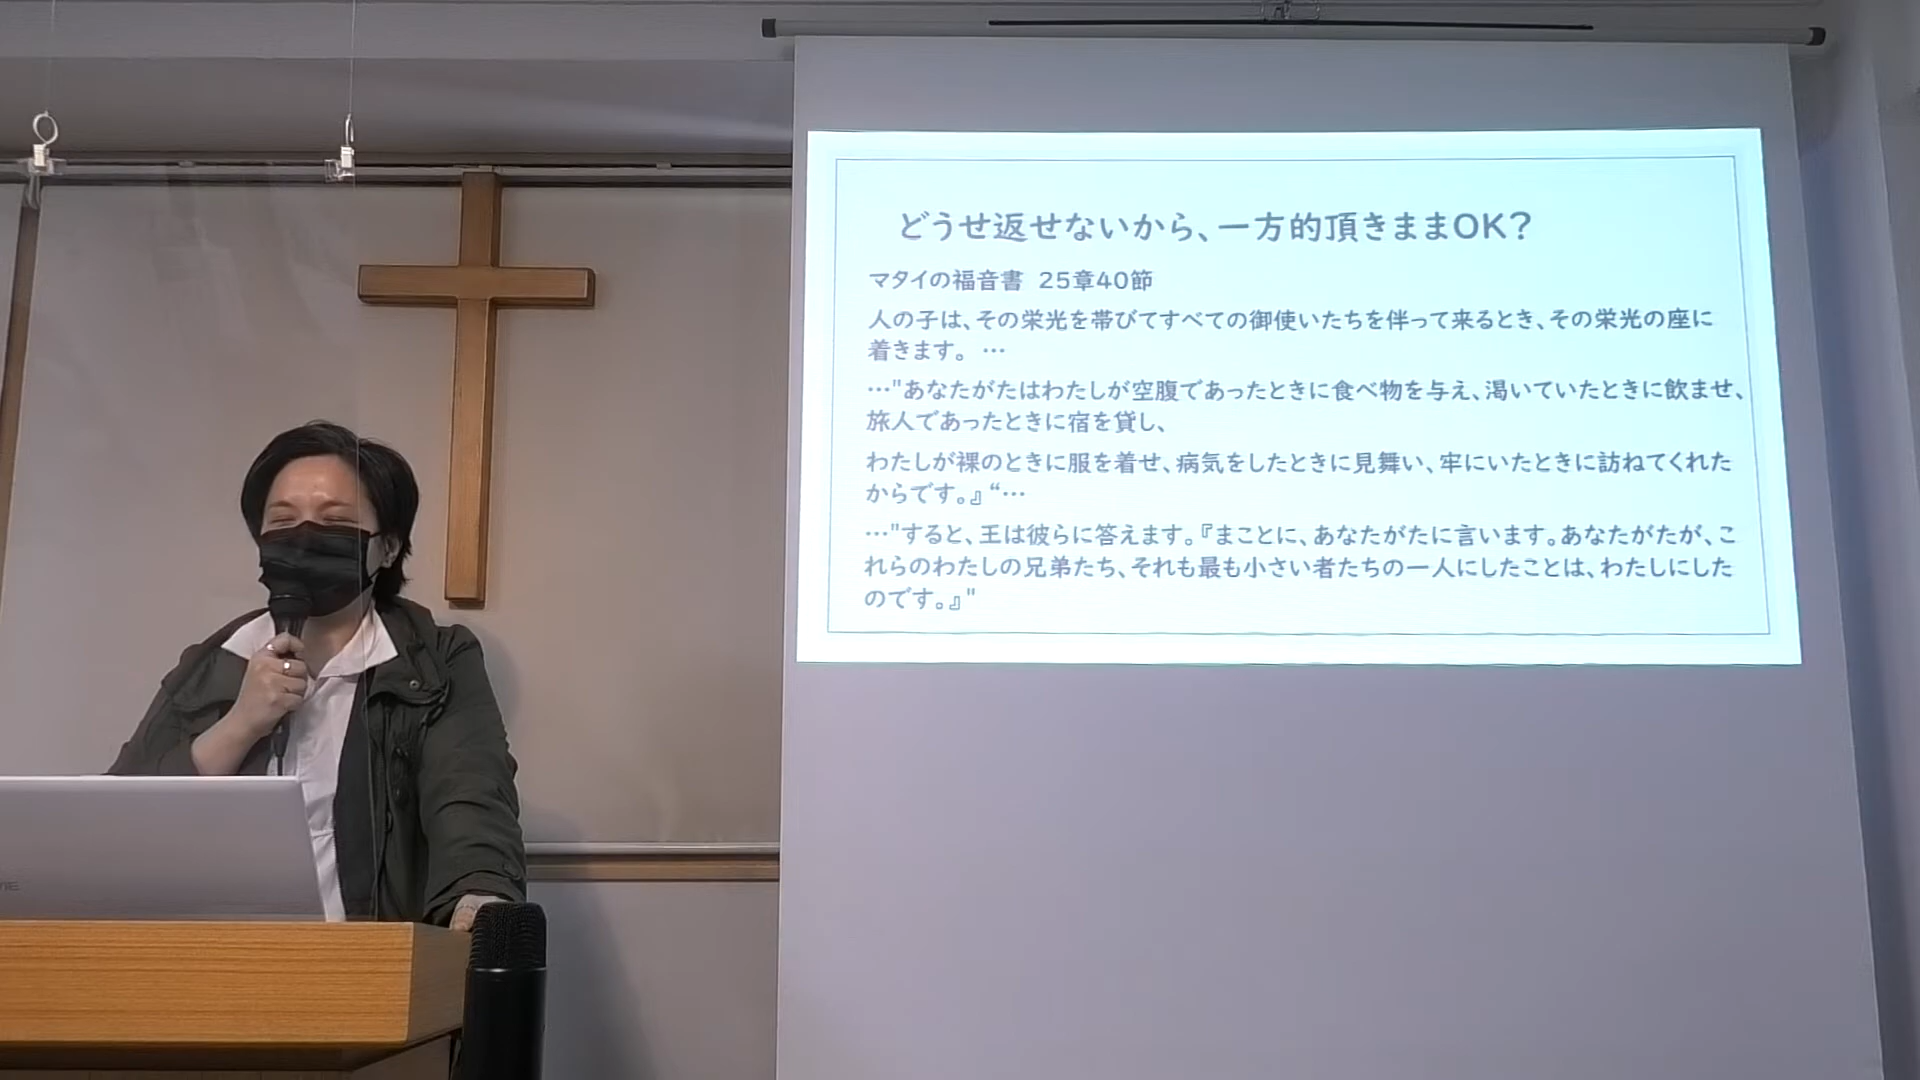 どうせ返せないから、一方的頂きままOK?
マタイの福音書 25章40節
人の子は、その栄光を帯びてすべての御使いたちを伴って来るとき、その栄光の座に
着きます。 …
…"あなたがたはわたしが空腹であったときに食べ物を与え、渇いていたときに飲ませ、
旅人であったときに宿を貸し、
わたしが裸のときに服を着せ、病気をしたときに見舞い、牢にいたときに訪ねてくれた
からです。』“…
…"すると、王は彼らに答えます。『まことに、あなたがたに言います。あなたがたが、こ
れらのわたしの兄弟たち、それも最も小さい者たちの一人にしたことは、わたしにした
のです。』"